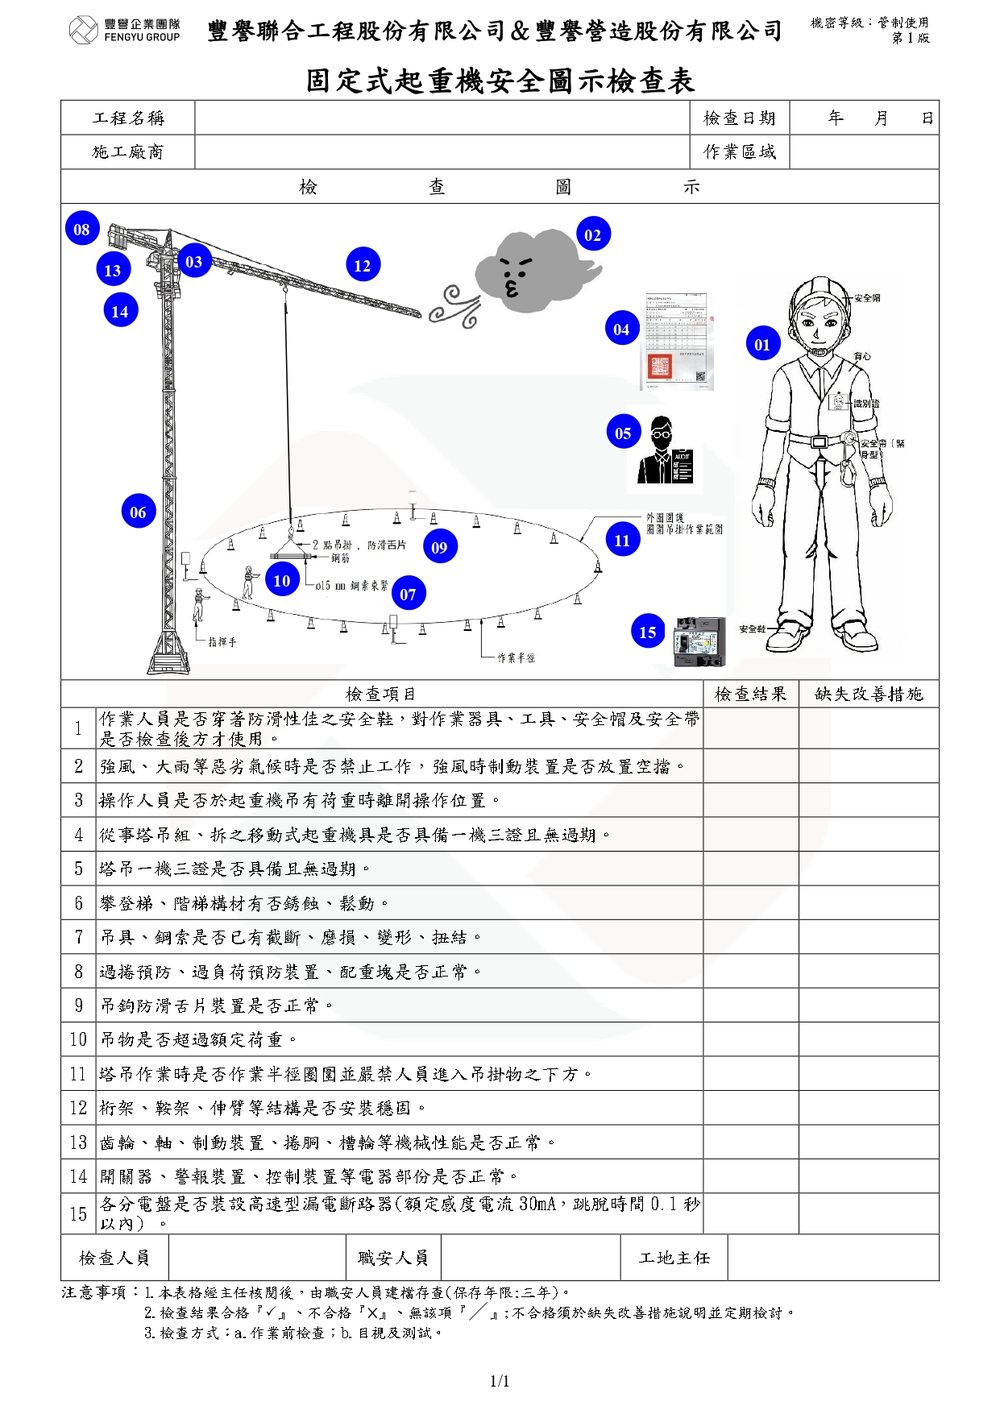 豐譽企業團隊
FENGYU GROUP
豐譽聯合工程股份有限公司&豐譽營造股份有限公司
機密等級：管制使用
第1版
固定式起重機安全圖示檢查表
工程名稱 檢查日期 年 月 日
施工廠商 作業區域
檢 查 圖 示
08
02
03
12
13
14
安全帽
04
01
背心
識別證
05
AUDIT
安全帶（緊
身型）
06
外圍圍護
圈圍吊掛作業範圍
2 點吊掛，防滑舌片
09
11
鋼筋
10
ø15 mm 鋼索束緊
07
15
安全鞋
指揮手
作業半徑
檢查項目 檢查結果 缺失改善措施
1 作業人員是否穿著防滑性佳之安全鞋，對作業器具、工具、安全帽及安全帶
是否檢查後方才使用。
2 強風、大雨等惡劣氣候時是否禁止工作，強風時制動裝置是否放置空擋。
3 操作人員是否於起重機吊有荷重時離開操作位置。
4 從事塔吊組、拆之移動式起重機具是否具備一機三證且無過期。
5 塔吊一機三證是否具備且無過期。
6 攀登梯、階梯構材有否銹蝕、鬆動。
7 吊具、鋼索是否已有截斷、磨損、變形、扭結。
8 過捲預防、過負荷預防裝置、配重塊是否正常。
9 吊鉤防滑舌片裝置是否正常。
10 吊物是否超過額定荷重。
11 塔吊作業時是否作業半徑圈圍並嚴禁人員進入吊掛物之下方。
12 桁架、鞍架、伸臂等結構是否安裝穩固。
13 齒輪、軸、制動裝置、捲胴、槽輪等機械性能是否正常。
14 開關器、警報裝置、控制裝置等電器部份是否正常。
15 各分電盤是否裝設高速型漏電斷路器(額定感度電流 30mA，跳脫時間 0.1 秒
以內）。
檢查人員 職安人員 工地主任
注意事項：1.本表格經主任核閱後，由職安人員建檔存查(保存年限:三年)。
2.檢查結果合格『✓』、不合格『X』、無該項『／』;不合格須於缺失改善措施說明並定期檢討。
3.檢查方式：a.作業前檢查；b.目視及測試。
1/1